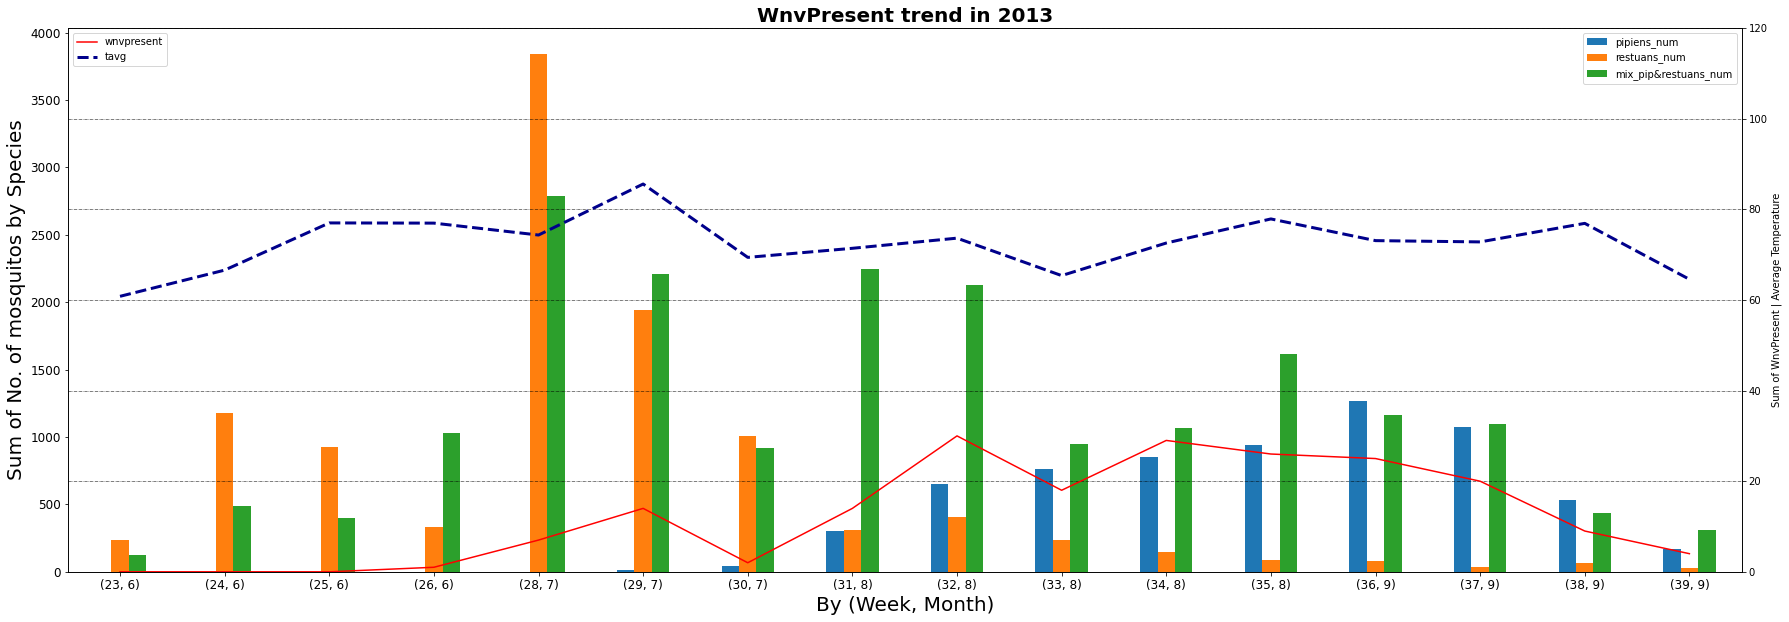 WnvPresent trend in 2013
wnvpresent
tavg
pipiens_num
restuans_num
mix_pip&restuans_num
Sum of No. of mosquitos by Species
4000
3500
3000
2500
2000
1500
1000
500
0
120
100
80
60
40
20
0
Sum of WnvPresent | Average Temperature
(23, 6) (24, 6) (25, 6) (26, 6) (28, 7) (29, 7) (30, 7) (31, 8) (32, 8) (33, 8) (34, 8) (35, 8) (36, 9) (37, 9) (38, 9) (39, 9)
By (Week, Month)